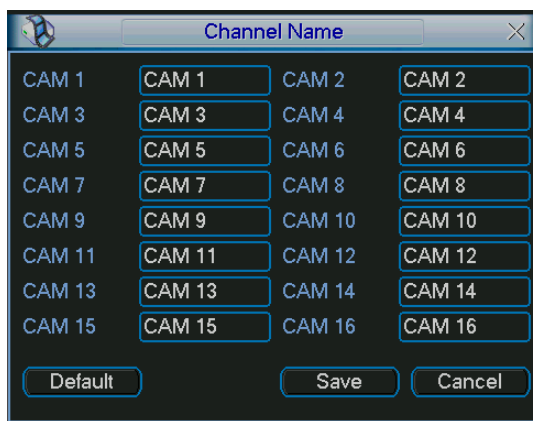 Channel Name
CAM 1 CAM 1 CAM 2 CAM 2
CAM 3 CAM 3 CAM 4 CAM 4
CAM 5 CAM 5 CAM 6 CAM 6
CAM 7 CAM 7 CAM 8 CAM 8
CAM 9 CAM 9 CAM 10 CAM 10
CAM 11 CAM 11 CAM 12 CAM 12
CAM 13 CAM 13 CAM 14 CAM 14
CAM 15 CAM 15 CAM 16 CAM 16
Default Save Cancel